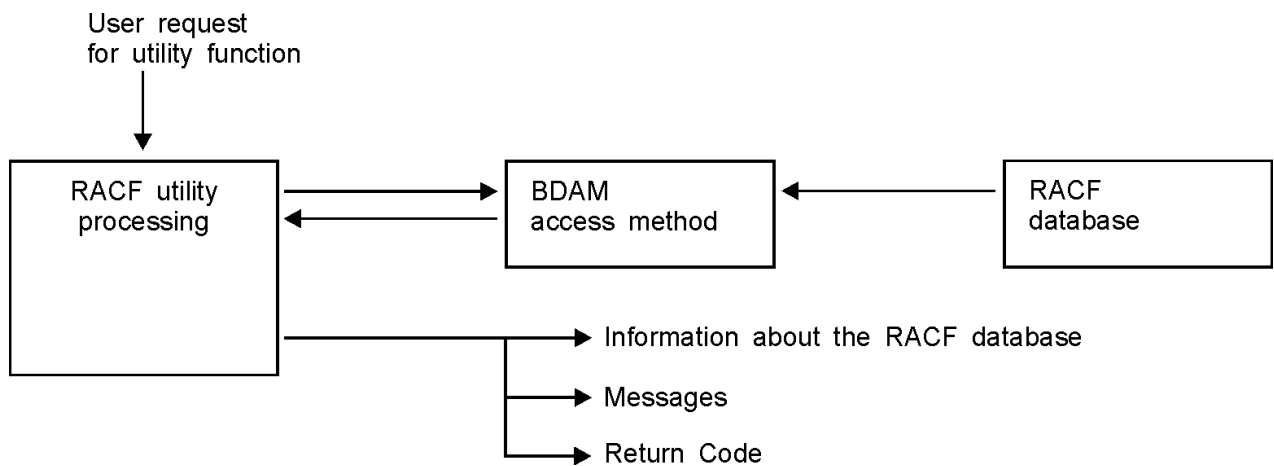 User request
for utility function
RACF utility
processing
BDAM
access method
RACF
database
Information about the RACF database
Messages
Return Code